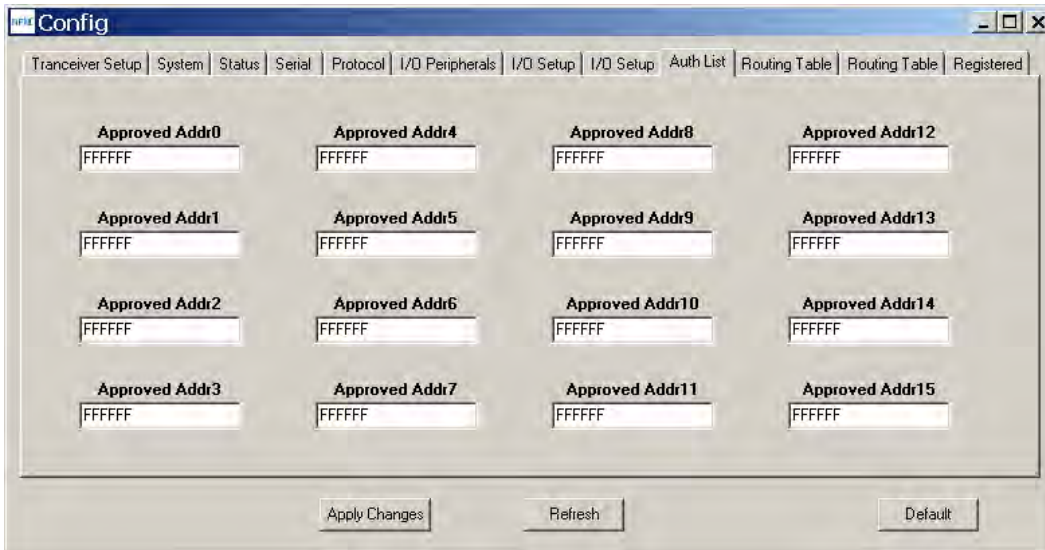 RFM Config
Tranceiver Setup System Status Serial Protocol I/O Peripherals I/O Setup I/O Setup Auth List Routing Table Routing Table Registered
Approved Addr0 Approved Addr4 Approved Addr8 Approved Addr12
FFFFFF FFFFFF FFFFFF FFFFFF
Approved Addr1 Approved Addr5 Approved Addr9 Approved Addr13
FFFFFF FFFFFF FFFFFF FFFFFF
Approved Addr2 Approved Addr6 Approved Addr10 Approved Addr14
FFFFFF FFFFFF FFFFFF FFFFFF
Approved Addr3 Approved Addr7 Approved Addr11 Approved Addr15
FFFFFF FFFFFF FFFFFF FFFFFF
Apply Changes Refresh Default